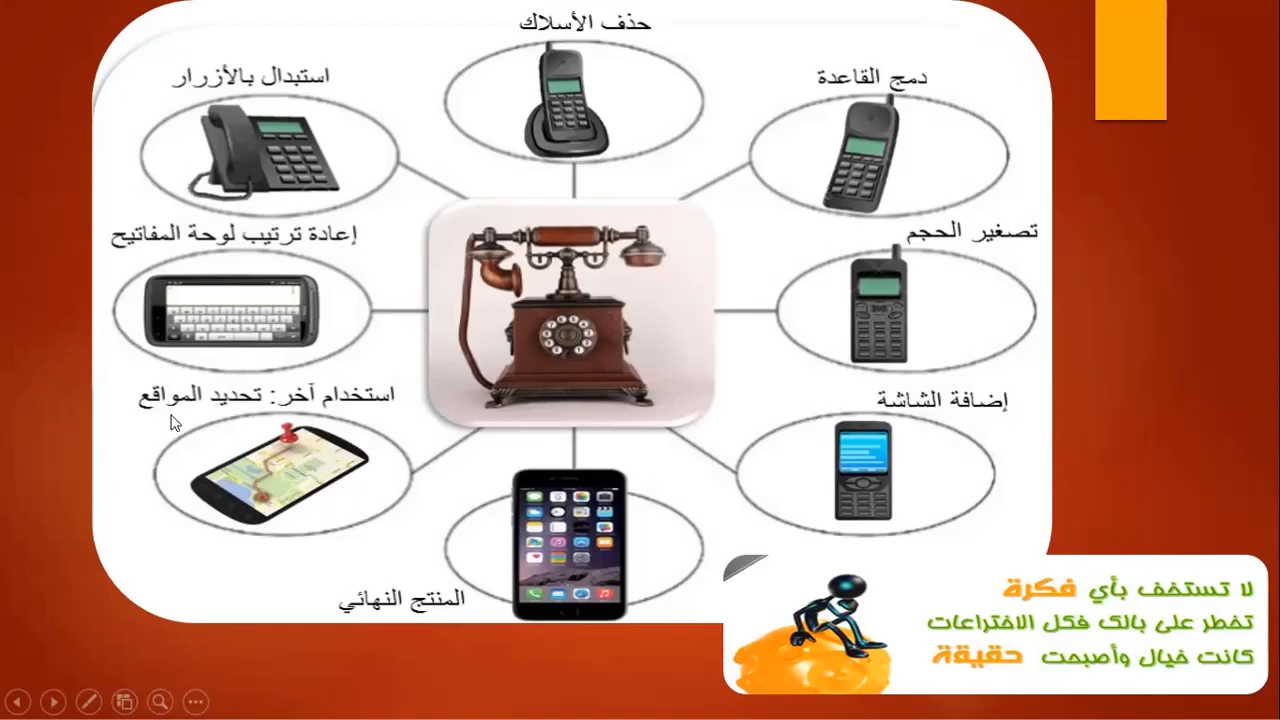 حذف الأسلاك
دمج القاعدة
استبدال بالأزرار
تصغير الحجم
إعادة ترتيب لوحة المفاتيح
إضافة الشاشة
استخدام آخر: تحديد المواقع
المنتج النهائي
لا تستخف بأي فكرة
تخطر على بالك فكل الاختراعات
كانت خيال وأصبحت حقيقة